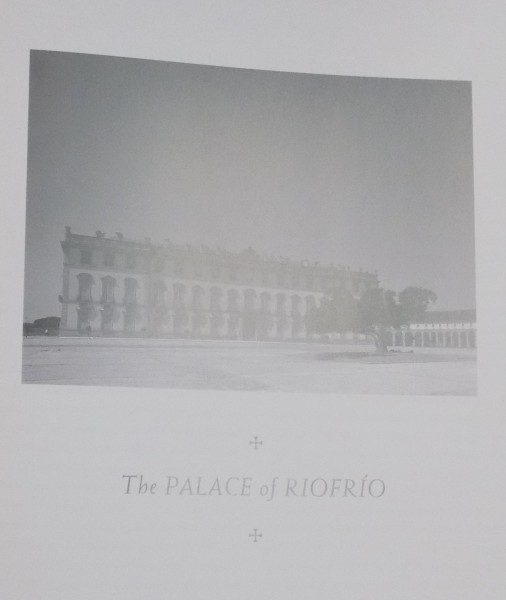 The PALACE of RIOFRÍO